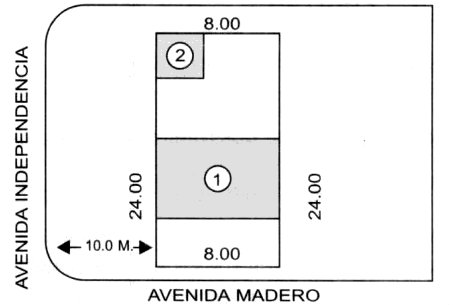 8.00
2
AVENIDA INDEPENDENCIA
1
24.00
24.00
10.0 M.
8.00
AVENIDA MADERO